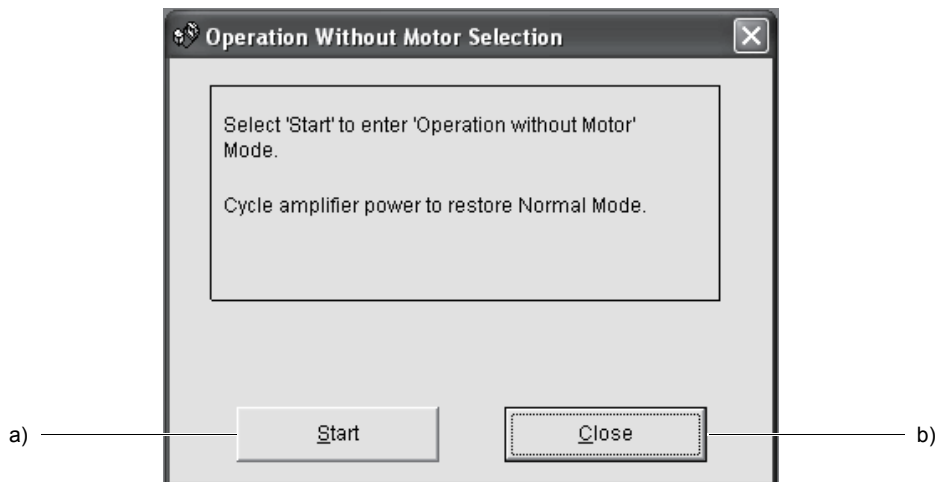 Operation Without Motor Selection
Select 'Start' to enter 'Operation without Motor'
Mode.
Cycle amplifier power to restore Normal Mode.
a)
Start
Close
b)